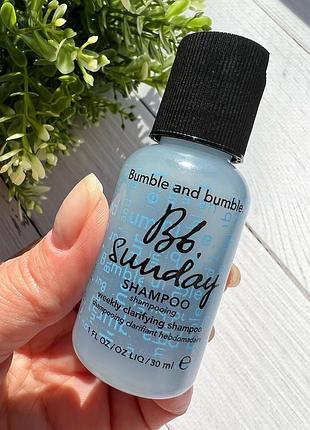 Bumble and bumble.
Bb.
Sunday
SHAMPOO
shampooing
weekly clarifying shampoo
shampooing clarifiant hebdomadaire
1 FL/OZ/OZ LIQ/30 ml e